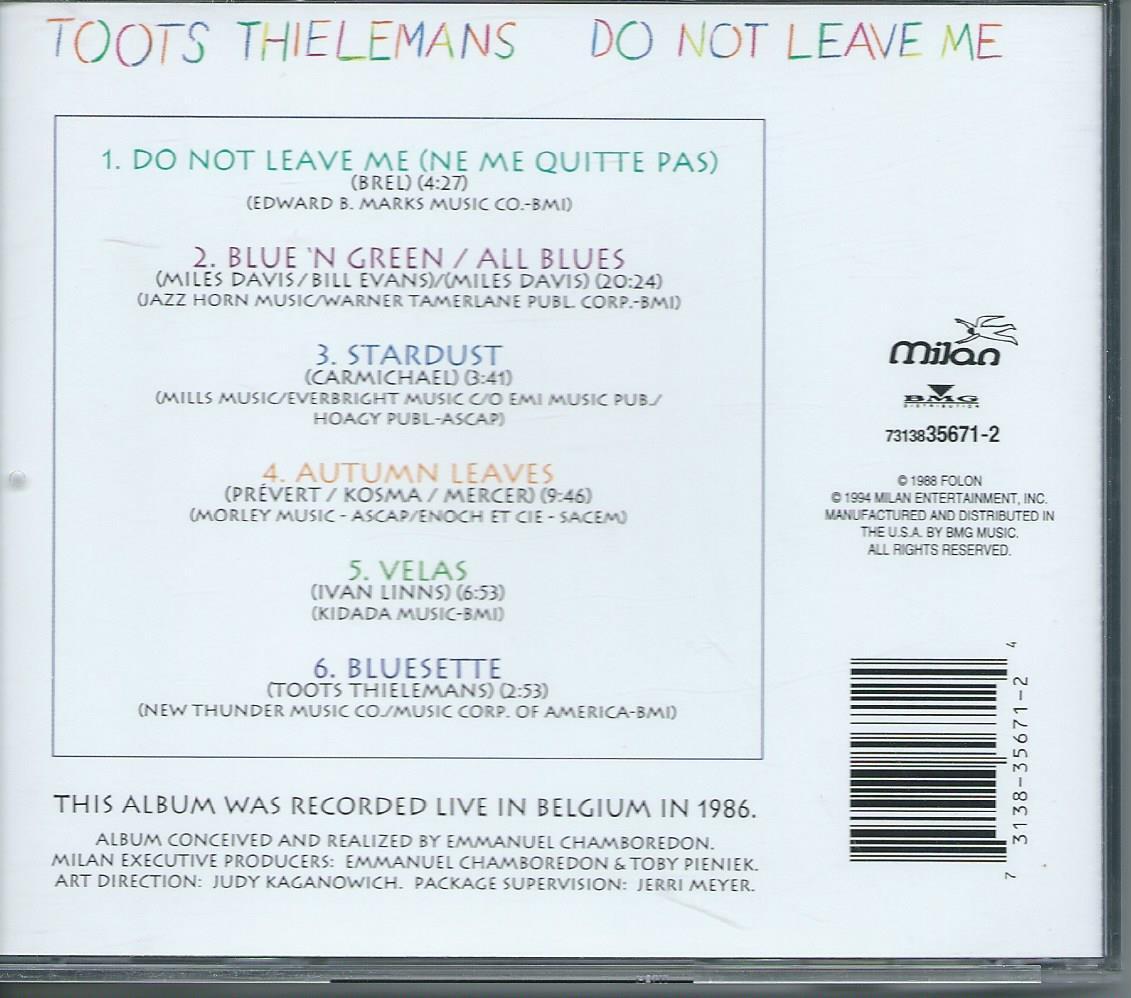 TOOTS THIELEMANS DO NOT LEAVE ME
1. DO NOT LEAVE ME (NE ME QUITTE PAS)
(BREL) (4:27)
(EDWARD B. MARKS MUSIC CO.-BMI)
2. BLUE 'N GREEN / ALL BLUES
(MILES DAVIS/BILL EVANS)/(MILES DAVIS) (20:24)
(JAZZ HORN MUSIC/WARNER TAMERLANE PUBL. CORP.-BMI)
3. STARDUST
(CARMICHAEL) (3:41)
(MILLS MUSIC/EVERBRIGHT MUSIC C/O EMI MUSIC PUB./
HOAGY PUBL.-ASCAP)
4. AUTUMN LEAVES
(PRÉVERT / KOSMA / MERCER) (9:46)
(MORLEY MUSIC - ASCAP/ENOCH ET CIE - SACEM)
5. VELAS
(IVAN LINNS) (6:53)
(KIDADA MUSIC-BMI)
6. BLUESETTE
(TOOTS THIELEMANS) (2:53)
(NEW THUNDER MUSIC CO./MUSIC CORP. OF AMERICA-BMI)
THIS ALBUM WAS RECORDED LIVE IN BELGIUM IN 1986.
ALBUM CONCEIVED AND REALIZED BY EMMANUEL CHAMBOREDON.
MILAN EXECUTIVE PRODUCERS: EMMANUEL CHAMBOREDON & TOBY PIENIEK.
ART DIRECTION: JUDY KAGANOWICH. PACKAGE SUPERVISION: JERRI MEYER.
milan
BMG
DISTRIBUTION
7313835671-2
© 1988 FOLON
© 1994 MILAN ENTERTAINMENT, INC.
MANUFACTURED AND DISTRIBUTED IN
THE U.S.A. BY BMG MUSIC.
ALL RIGHTS RESERVED.
7 3138-35671-2 4